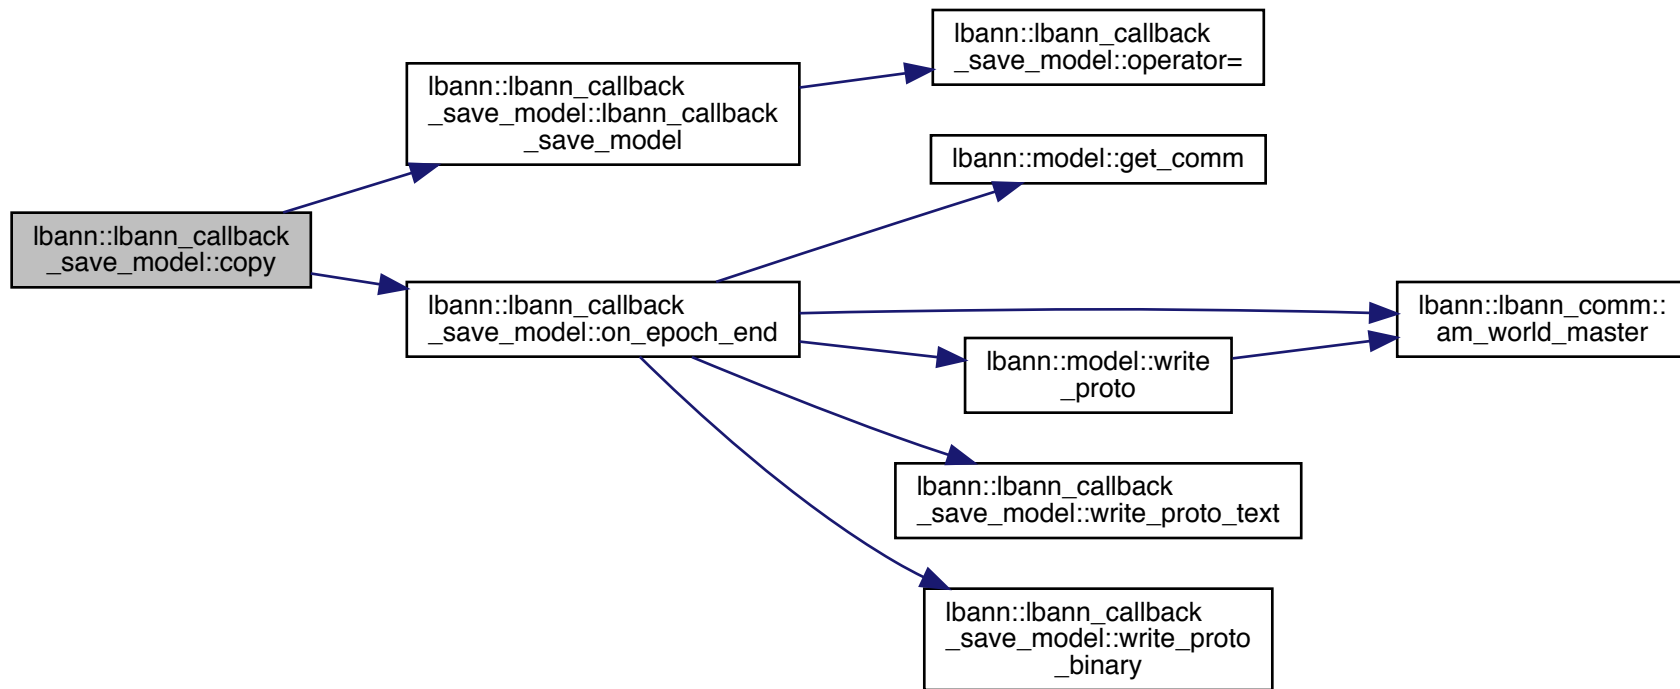 lbann::lbann_callback
_save_model::copy
lbann::lbann_callback
_save_model::lbann_callback
_save_model
lbann::lbann_callback
_save_model::operator=
lbann::lbann_callback
_save_model::on_epoch_end
lbann::model::get_comm
lbann::lbann_comm::
am_world_master
lbann::model::write
_proto
lbann::lbann_callback
_save_model::write_proto_text
lbann::lbann_callback
_save_model::write_proto
_binary